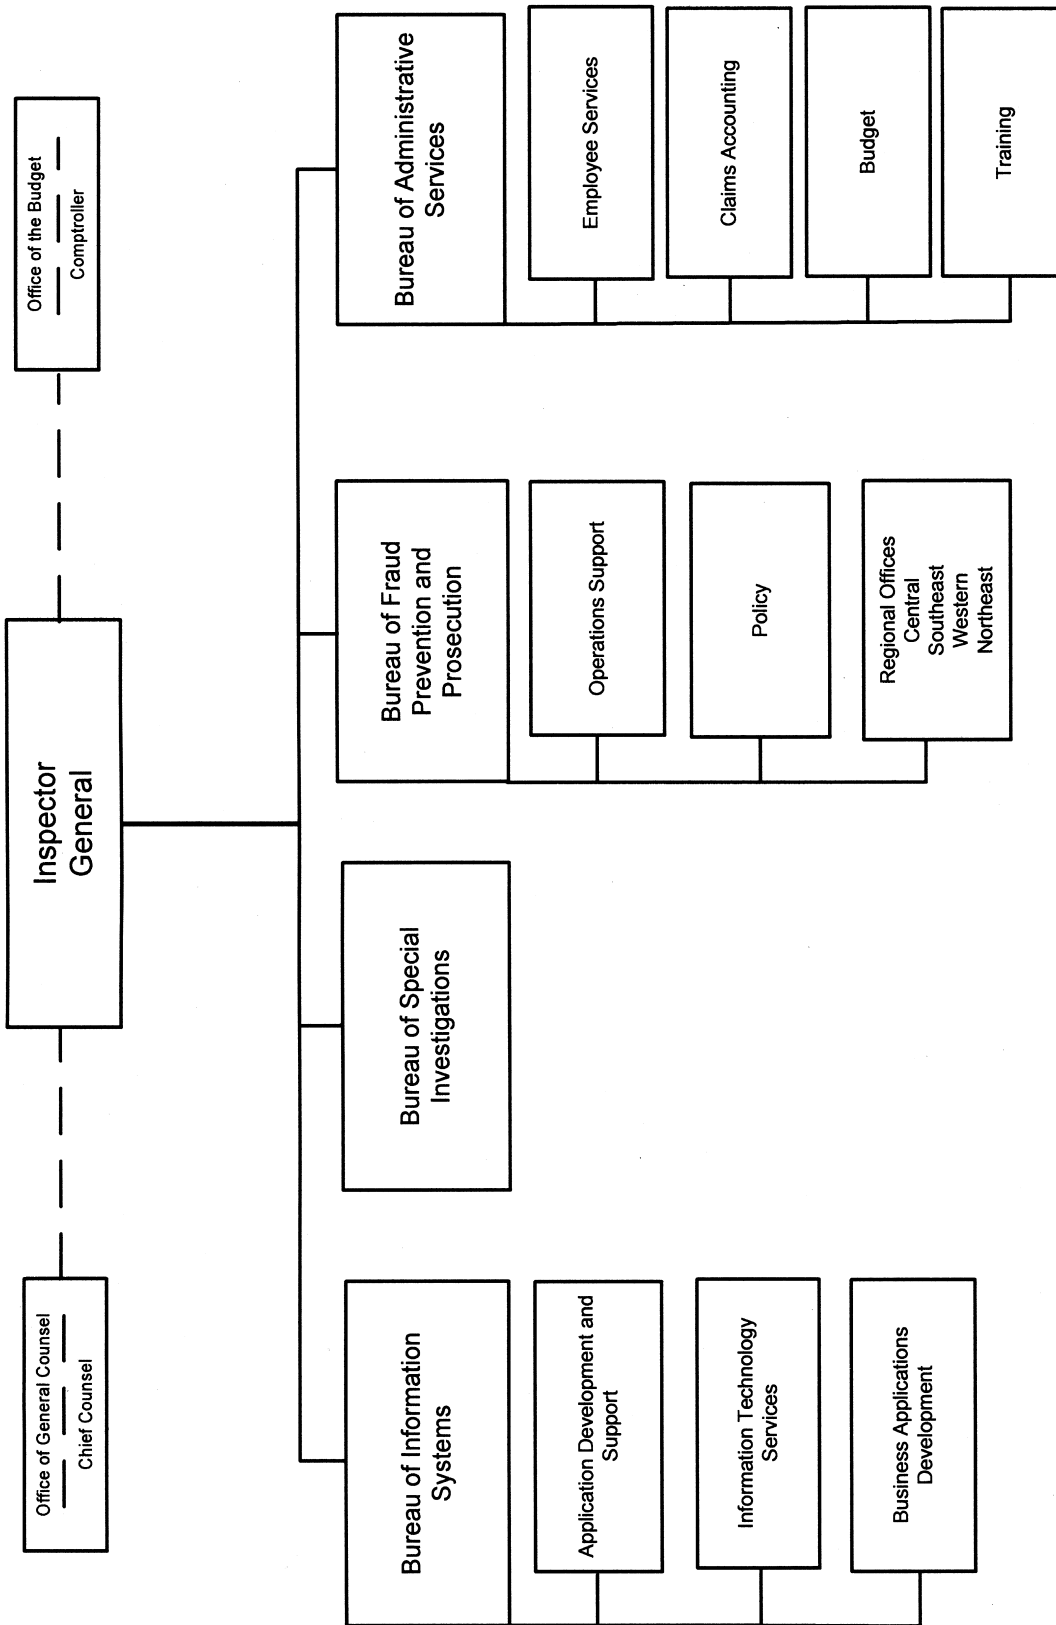 Office of General Counsel
Chief Counsel
Inspector
General
Office of the Budget
Comptroller
Bureau of Information
Systems
Application Development and
Support
Information Technology
Services
Business Applications
Development
Bureau of Special
Investigations
Bureau of Fraud
Prevention and
Prosecution
Operations Support
Policy
Regional Offices
Central
Southeast
Western
Northeast
Bureau of Administrative
Services
Employee Services
Claims Accounting
Budget
Training